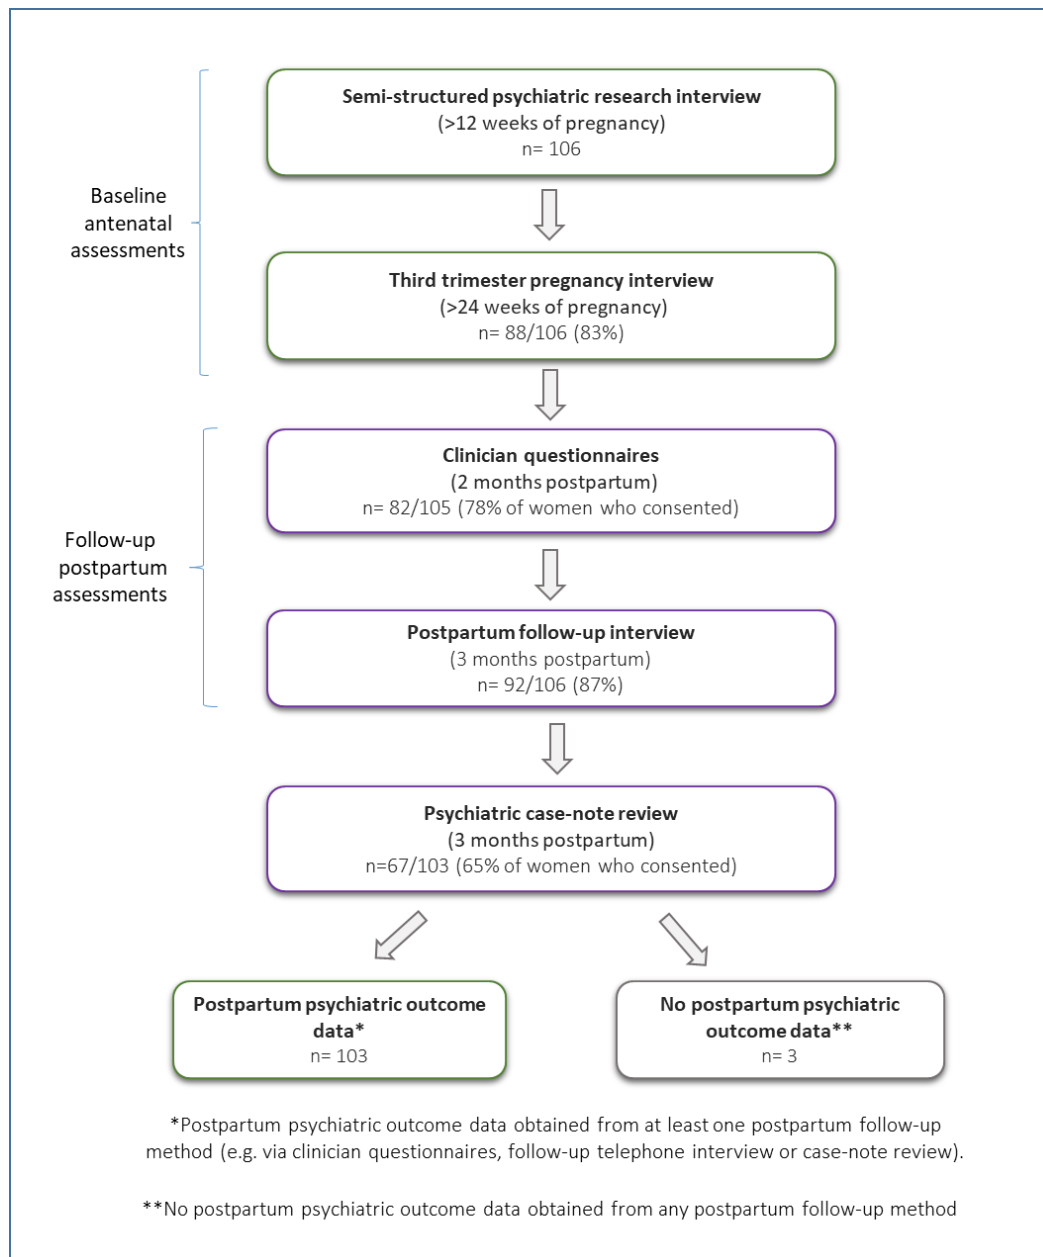 Semi-structured psychiatric research interview
(>12 weeks of pregnancy)
n= 106
Baseline
antenatal
assessments
Third trimester pregnancy interview
(>24 weeks of pregnancy)
n= 88/106 (83%)
Clinician questionnaires
(2 months postpartum)
n= 82/105 (78% of women who consented)
Follow-up
postpartum
assessments
Postpartum follow-up interview
(3 months postpartum)
n= 92/106 (87%)
Psychiatric case-note review
(3 months postpartum)
n=67/103 (65% of women who consented)
Postpartum psychiatric outcome
data*
n= 103
No postpartum psychiatric
outcome data**
n= 3
*Postpartum psychiatric outcome data obtained from at least one postpartum follow-up
method (e.g. via clinician questionnaires, follow-up telephone interview or case-note review).
**No postpartum psychiatric outcome data obtained from any postpartum follow-up method